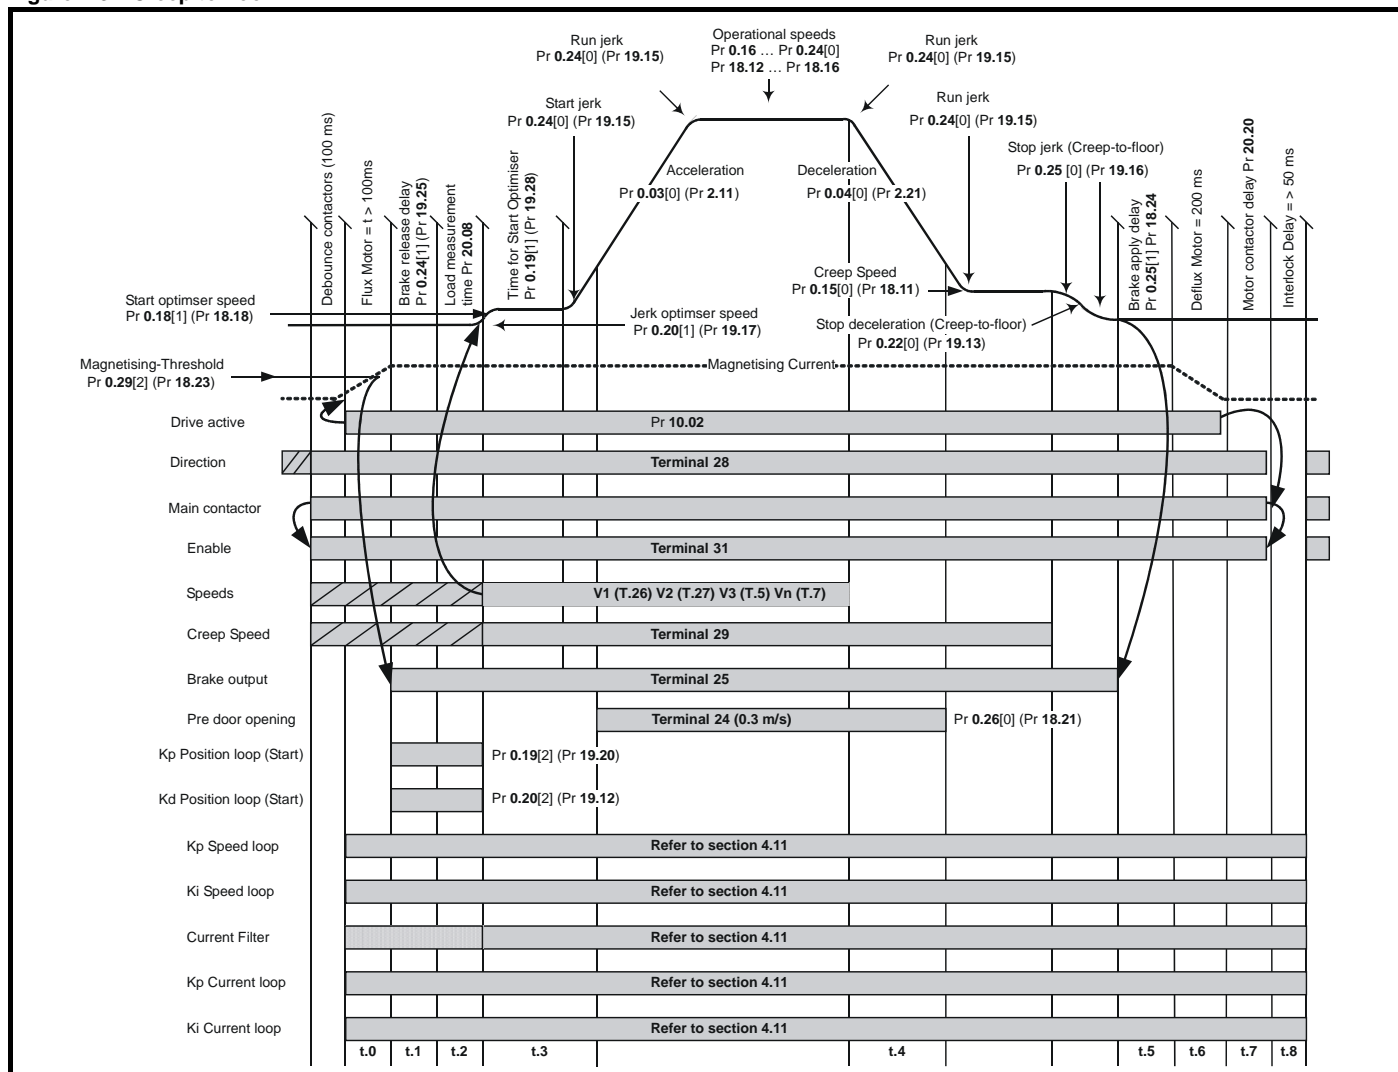 Operational speeds
Pr 0.16 ... Pr 0.24[0]
Pr 18.12 ... Pr 18.16
Run jerk
Pr 0.24[0] (Pr 19.15)
Run jerk
Pr 0.24[0] (Pr 19.15)
Start jerk
Pr 0.24[0] (Pr 19.15)
Run jerk
Pr 0.24[0] (Pr 19.15)
Stop jerk (Creep-to-floor)
Pr 0.25 [0] (Pr 19.16)
Debounce contactors (100 ms)
Flux Motor = t > 100ms
Brake release delay
Pr 0.24[1] (Pr 19.25)
Load measurement
time Pr 20.08
Time for Start Optimiser
Pr 0.19[1] (Pr 19.28)
Acceleration
Pr 0.03[0] (Pr 2.11)
Deceleration
Pr 0.04[0] (Pr 2.21)
Brake apply delay
Pr 0.25[1] Pr 18.24
Deflux Motor = 200 ms
Motor contactor delay Pr 20.20
Interlock Delay = > 50 ms
Start optimser speed
Pr 0.18[1] (Pr 18.18)
Jerk optimser speed
Pr 0.20[1] (Pr 19.17)
Creep Speed
Pr 0.15[0] (Pr 18.11)
Stop deceleration (Creep-to-floor)
Pr 0.22[0] (Pr 19.13)
Magnetising-Threshold
Pr 0.29[2] (Pr 18.23)
Magnetising Current
Drive active
Pr 10.02
Direction
Terminal 28
Main contactor
Enable
Terminal 31
Speeds
V1 (T.26) V2 (T.27) V3 (T.5) Vn (T.7)
Creep Speed
Terminal 29
Brake output
Terminal 25
Pre door opening
Terminal 24 (0.3 m/s)
Pr 0.26[0] (Pr 18.21)
Kp Position loop (Start)
Pr 0.19[2] (Pr 19.20)
Kd Position loop (Start)
Pr 0.20[2] (Pr 19.12)
Kp Speed loop
Refer to section 4.11
Ki Speed loop
Refer to section 4.11
Current Filter
Refer to section 4.11
Kp Current loop
Refer to section 4.11
Ki Current loop
Refer to section 4.11
t.0 t.1 t.2 t.3 t.4 t.5 t.6 t.7 t.8